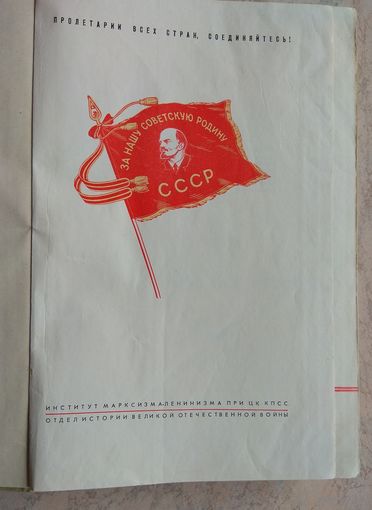 ПРОЛЕТАРИИ ВСЕХ СТРАН, СОЕДИНЯЙТЕСЬ!
ЗА НАШУ СОВЕТСКУЮ РОДИНУ
СССР
ИНСТИТУТ МАРКСИЗМА-ЛЕНИНИЗМА ПРИ ЦК КПСС
ОТДЕЛ ИСТОРИИ ВЕЛИКОЙ ОТЕЧЕСТВЕННОЙ ВОЙНЫ